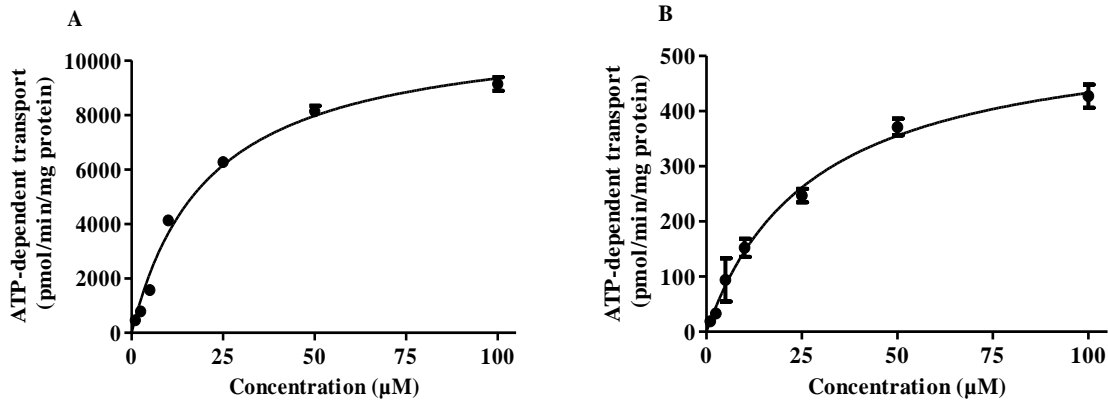 A
ATP-dependent transport
(pmol/min/mg protein)
10000
8000
6000
4000
2000
0
0 25 50 75 100
Concentration (µM)
B
ATP-dependent transport
(pmol/min/mg protein)
500
400
300
200
100
0
0 25 50 75 100
Concentration (µM)